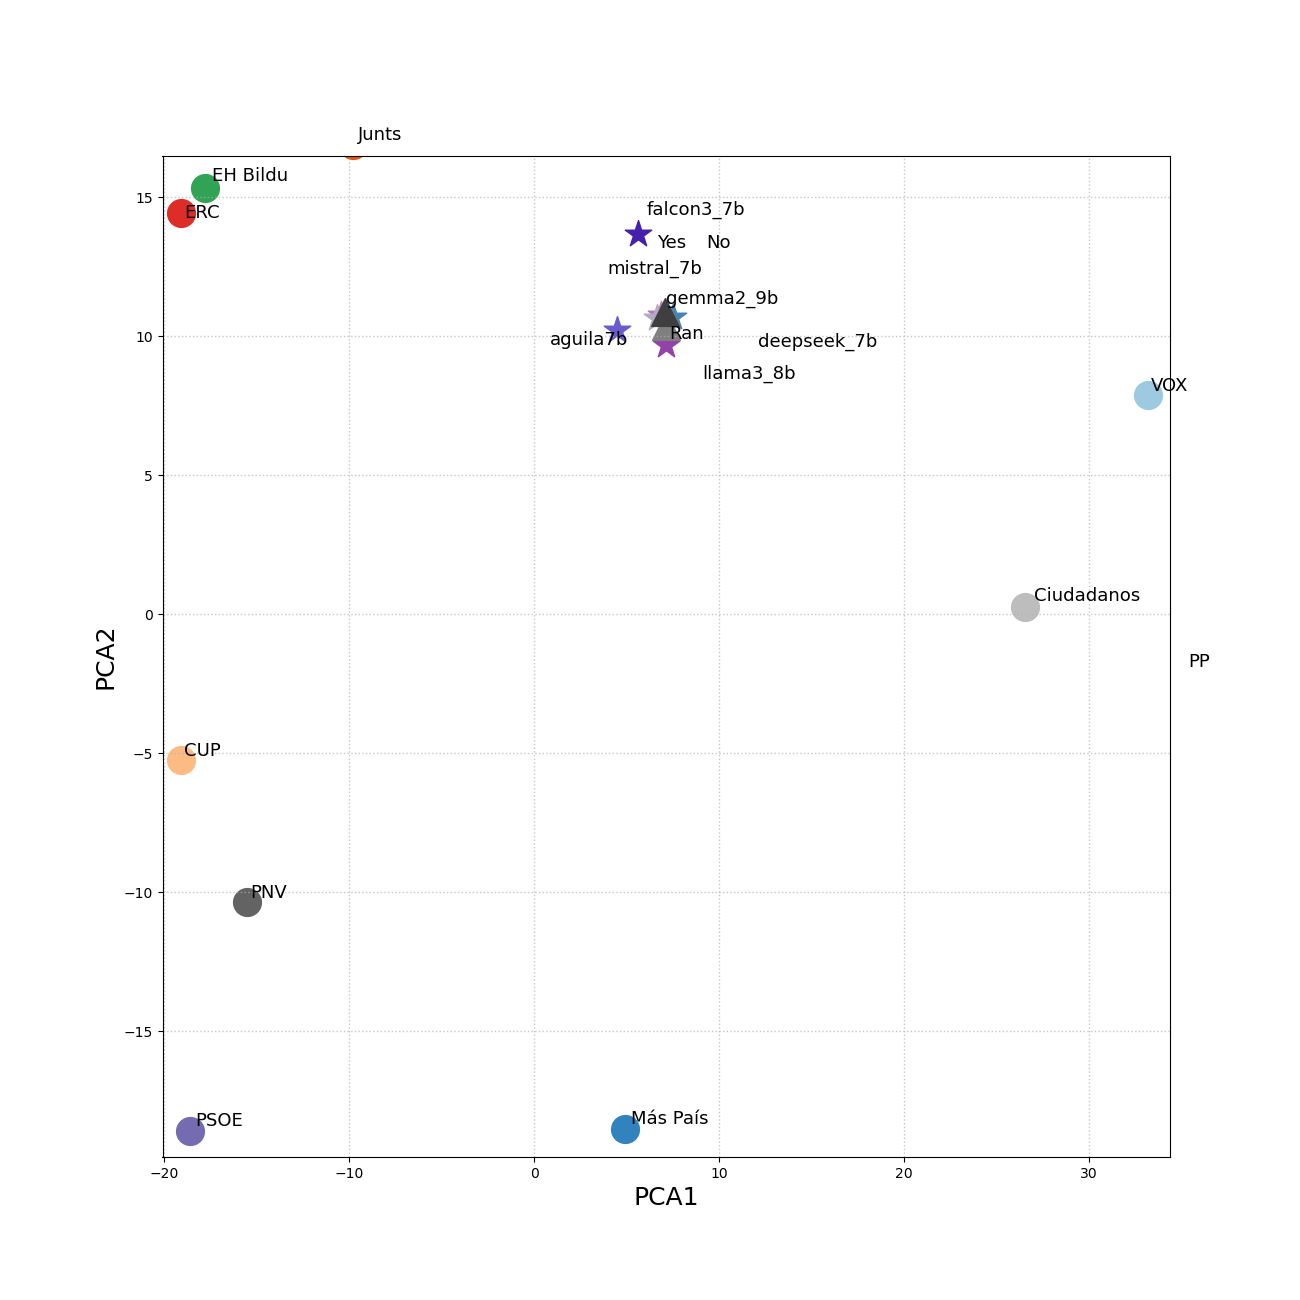 Junts
EH Bildu
ERC
falcon3_7b
Yes
No
mistral_7b
gemma2_9b
Ran
aguila7b
deepseek_7b
llama3_8b
VOX
Ciudadanos
PP
CUP
PNV
PSOE
Más País
15
10
5
0
−5
−10
−15
−20
−10
0
10
20
30
PCA1
PCA2